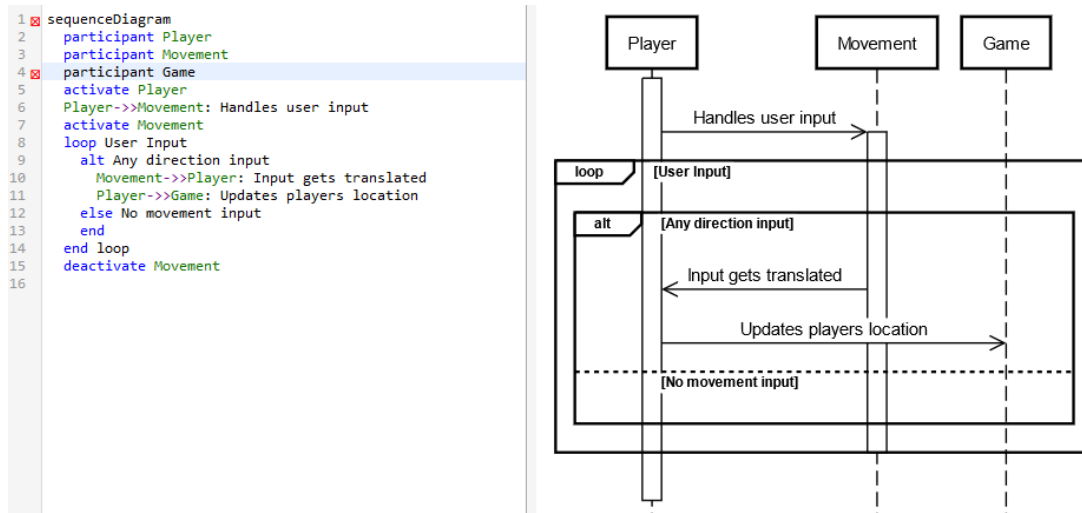 1 sequenceDiagram
2 participant Player
3 participant Movement
4 participant Game
5 activate Player
6 Player->>Movement: Handles user input
7 activate Movement
8 loop User Input
9 alt Any direction input
10 Movement->>Player: Input gets translated
11 Player->>Game: Updates players location
12 else No movement input
13 end
14 end loop
15 deactivate Movement
16
Player Movement Game
Handles user input
loop [User Input]
alt [Any direction input]
Input gets translated
Updates players location
[No movement input]